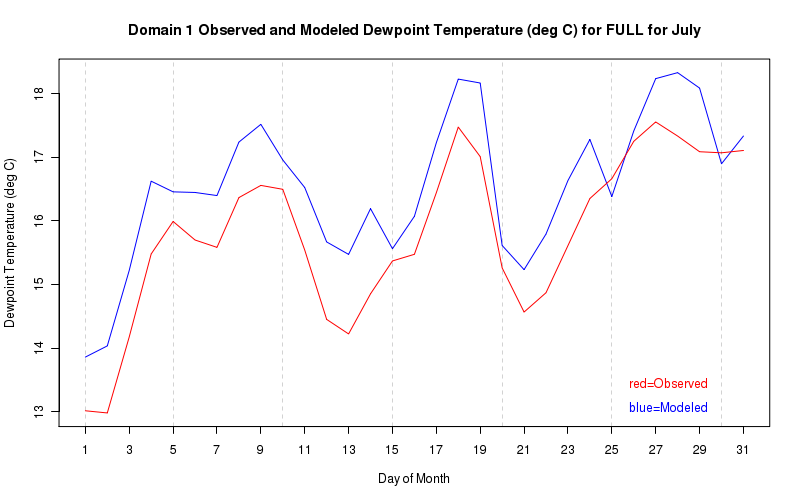 Domain 1 Observed and Modeled Dewpoint Temperature (deg C) for FULL for July
Dewpoint Temperature (deg C)
18
17
16
15
14
13
red=Observed
blue=Modeled
1 3 5 7 9 11 13 15 17 19 21 23 25 27 29 31
Day of Month